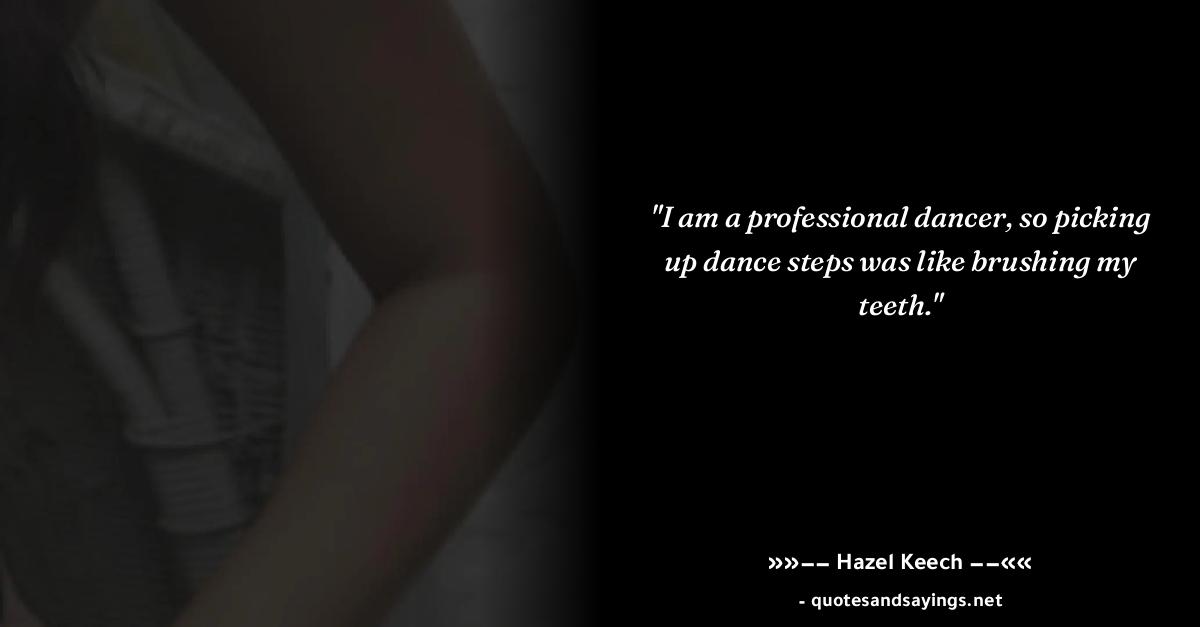 "I am a professional dancer, so picking
up dance steps was like brushing my
teeth."
»»–– Hazel Keech ––««
- quotesandsayings.net